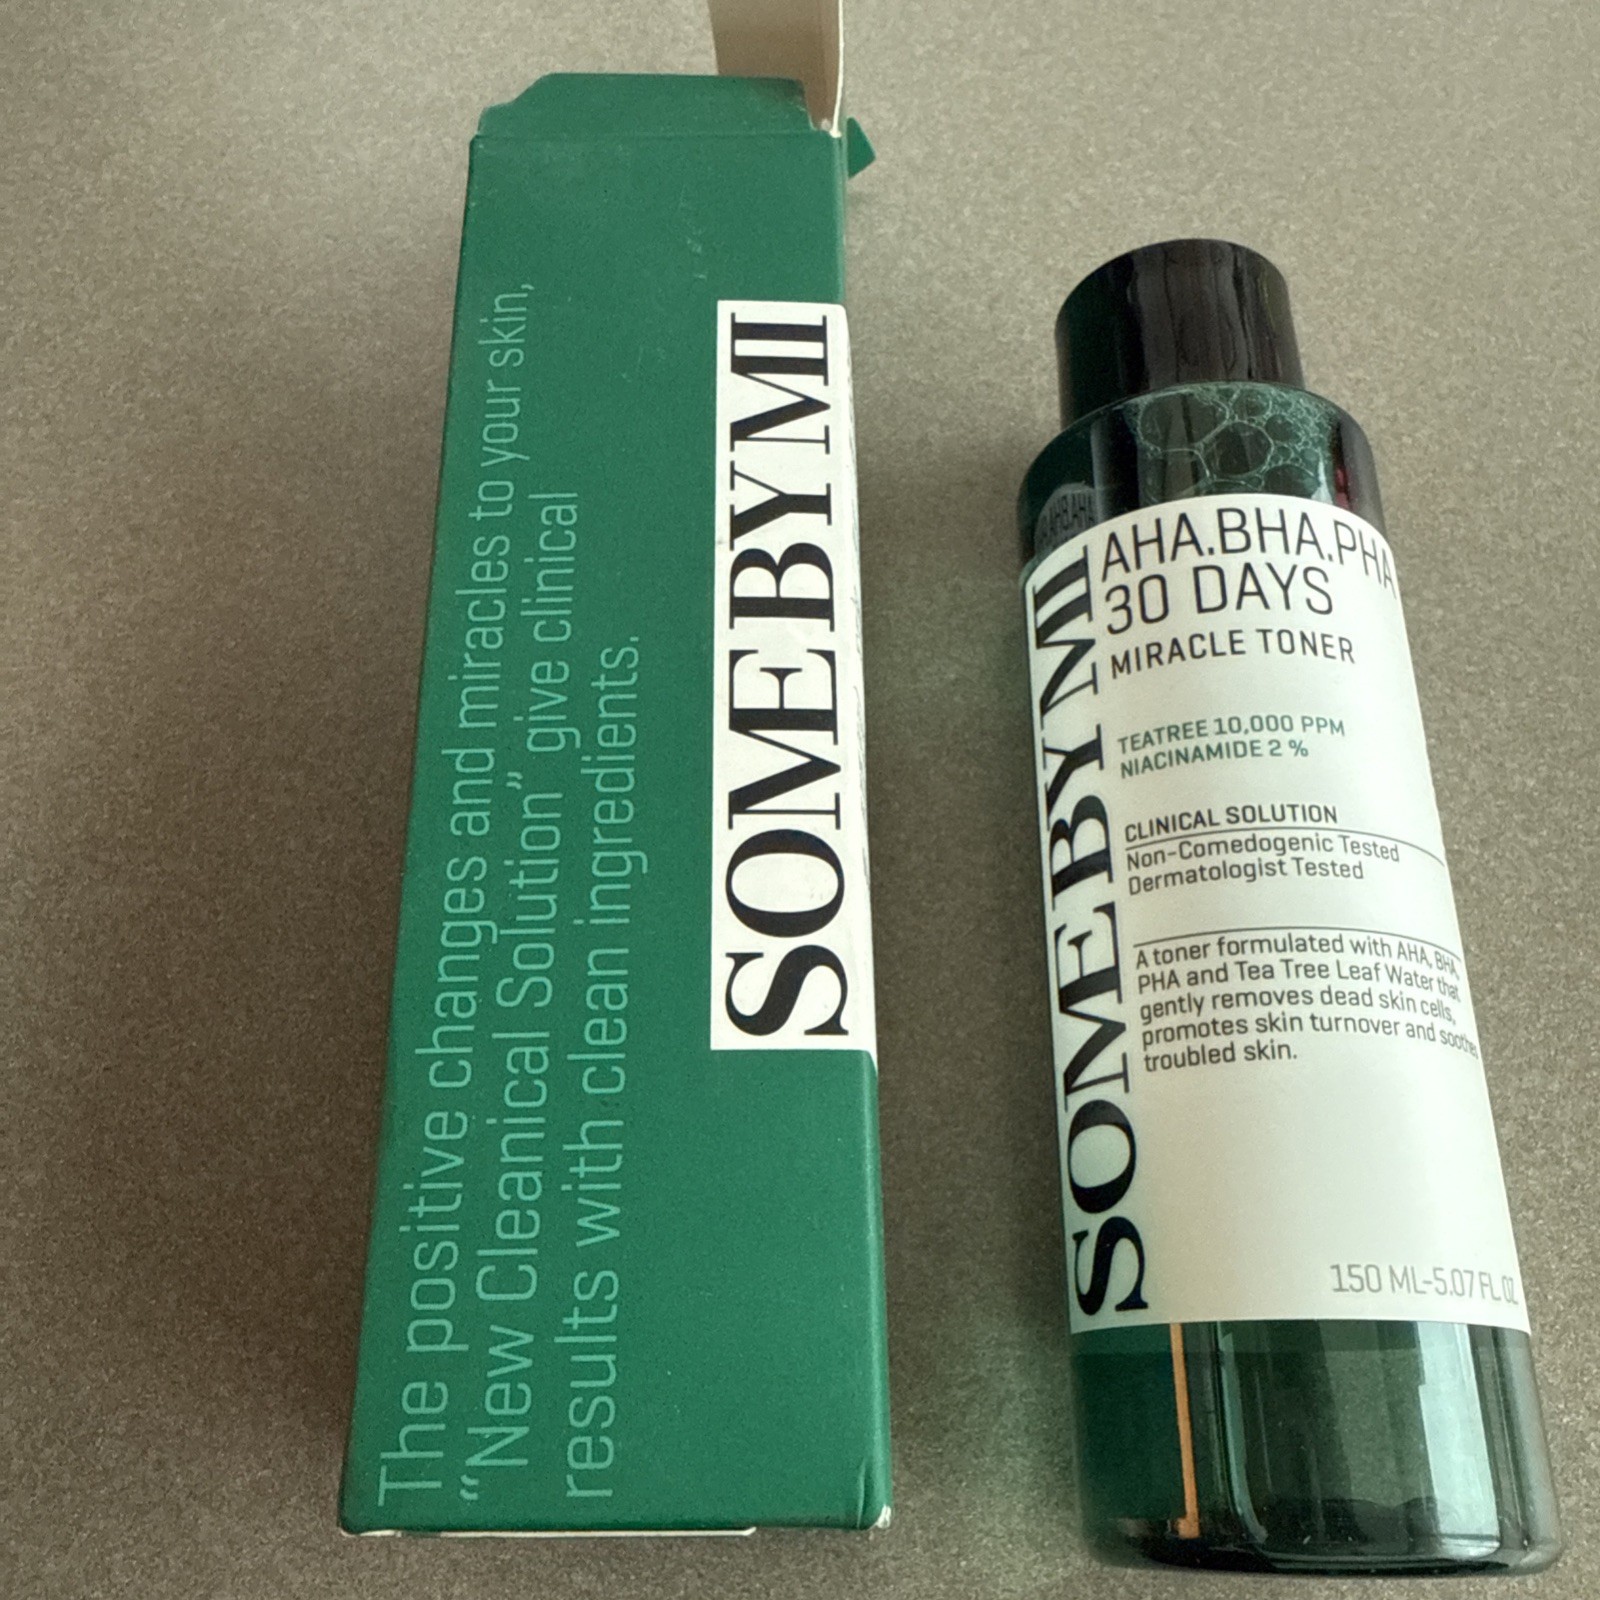 The positive changes and miracles to your skin,
“New Cleanical Solution” give clinical
results with clean ingredients.
SOMEBYMI
SOMEBYMI
AHA.BHA.PHA
30 DAYS
MIRACLE TONER
TEATREE 10,000 PPM
NIACINAMIDE 2 %
CLINICAL SOLUTION
Non-Comedogenic Tested
Dermatologist Tested
A toner formulated with AHA, BHA,
PHA and Tea Tree Leaf Water that
gently removes dead skin cells,
promotes skin turnover and soothes
troubled skin.
150 ML-5.07 FL OZ